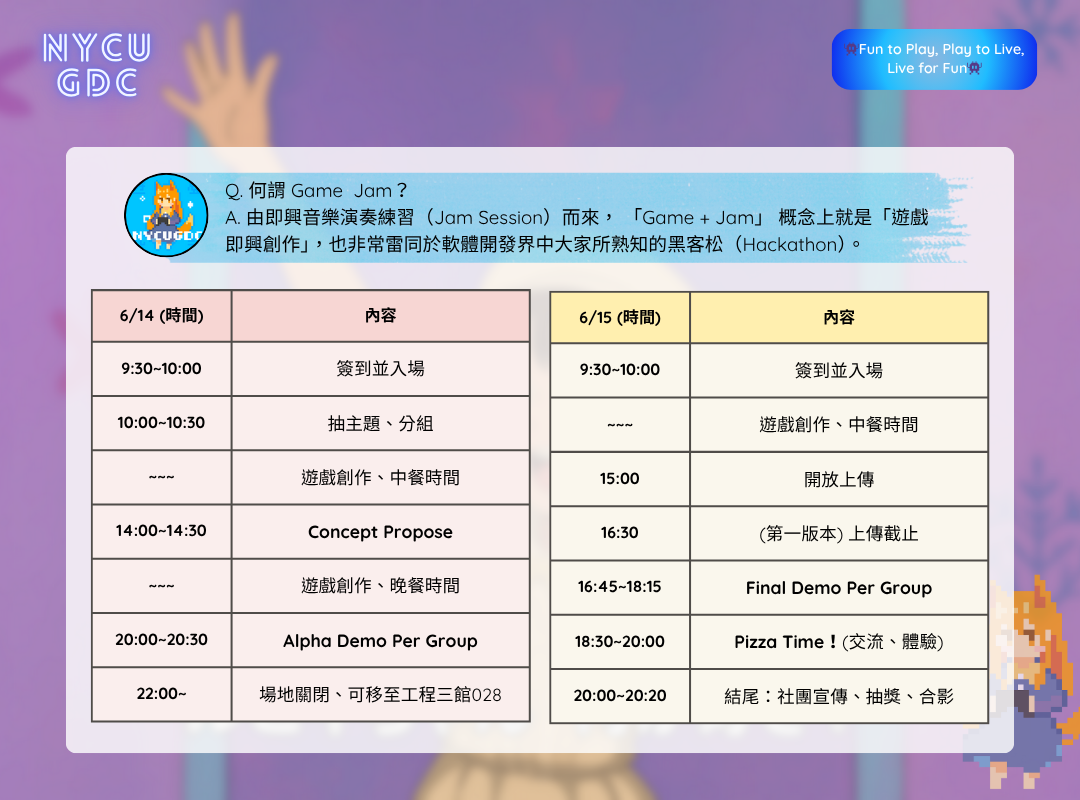 NYCU
GDC
Fun to Play, Play to Live,
Live for Fun
Q. 何謂 Game Jam？
A. 由即興音樂演奏練習（Jam Session）而來，「Game + Jam」 概念上就是「遊戲
即興創作」，也非常雷同於軟體開發界中大家所熟知的黑客松（Hackathon）。
NYCUGDC
6/14 (時間) 內容
9:30~10:00 簽到並入場
10:00~10:30 抽主題、分組
~~~ 遊戲創作、中餐時間
14:00~14:30 Concept Propose
~~~ 遊戲創作、晚餐時間
20:00~20:30 Alpha Demo Per Group
22:00~ 場地關閉、可移至工程三館028
6/15 (時間) 內容
9:30~10:00 簽到並入場
~~~ 遊戲創作、中餐時間
15:00 開放上傳
16:30 (第一版本) 上傳截止
16:45~18:15 Final Demo Per Group
18:30~20:00 Pizza Time！(交流、體驗)
20:00~20:20 結尾：社團宣傳、抽獎、合影